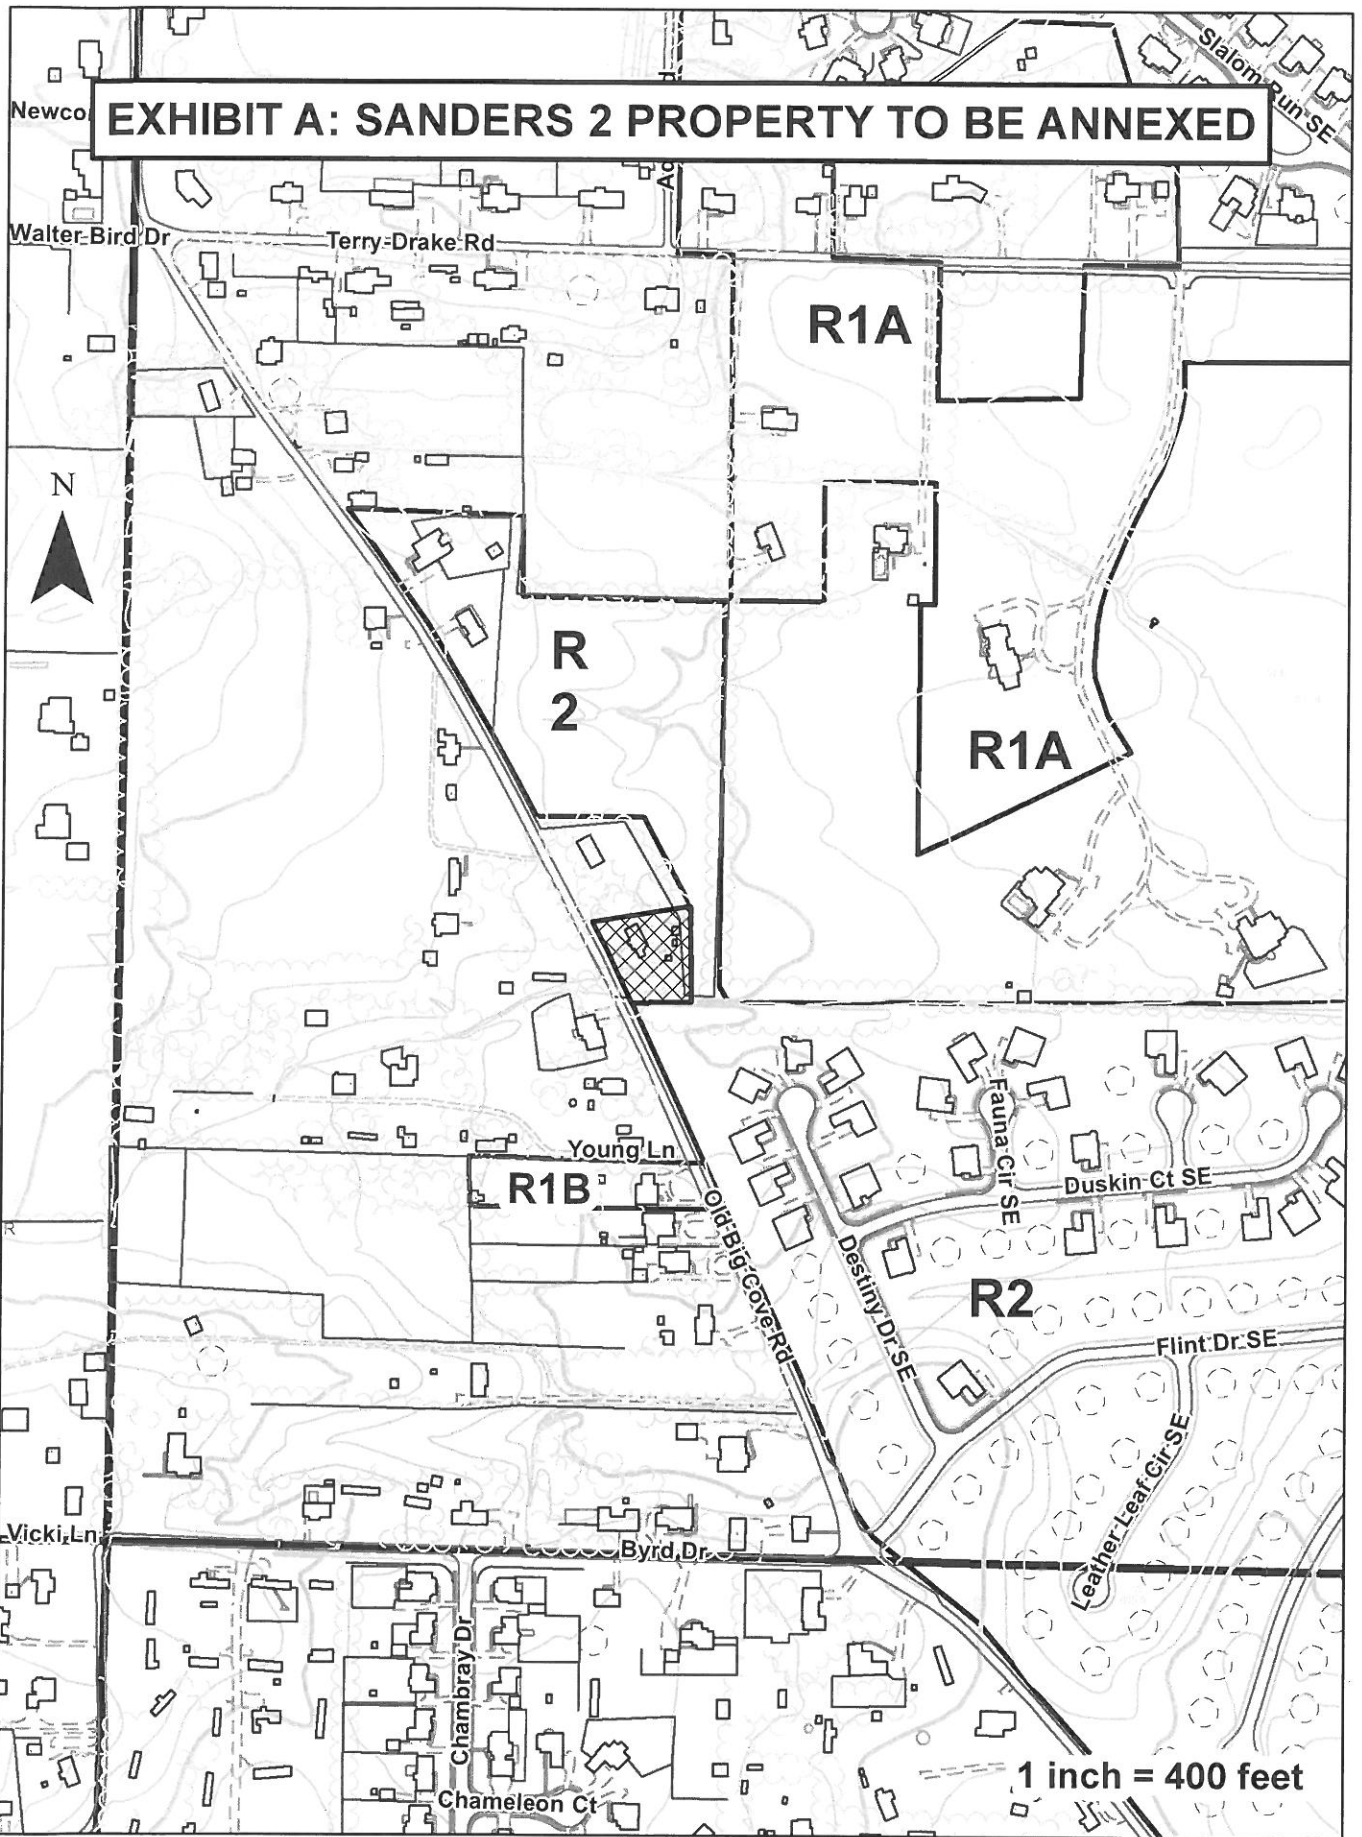 Slalom Run SE
Newco
EXHIBIT A: SANDERS 2 PROPERTY TO BE ANNEXED
Walter Bird Dr
Terry-Drake Rd
R1A
N
R
2
R1A
Young Ln
R1B
Fauna Cir SE
Duskin Ct SE
Old Big Cove Rd
Destiny Dr SE
R2
Flint Dr SE
Leather Leaf Cir SE
Vicki Ln
Byrd Dr
Chambray Dr
1 inch = 400 feet
Chameleon Ct